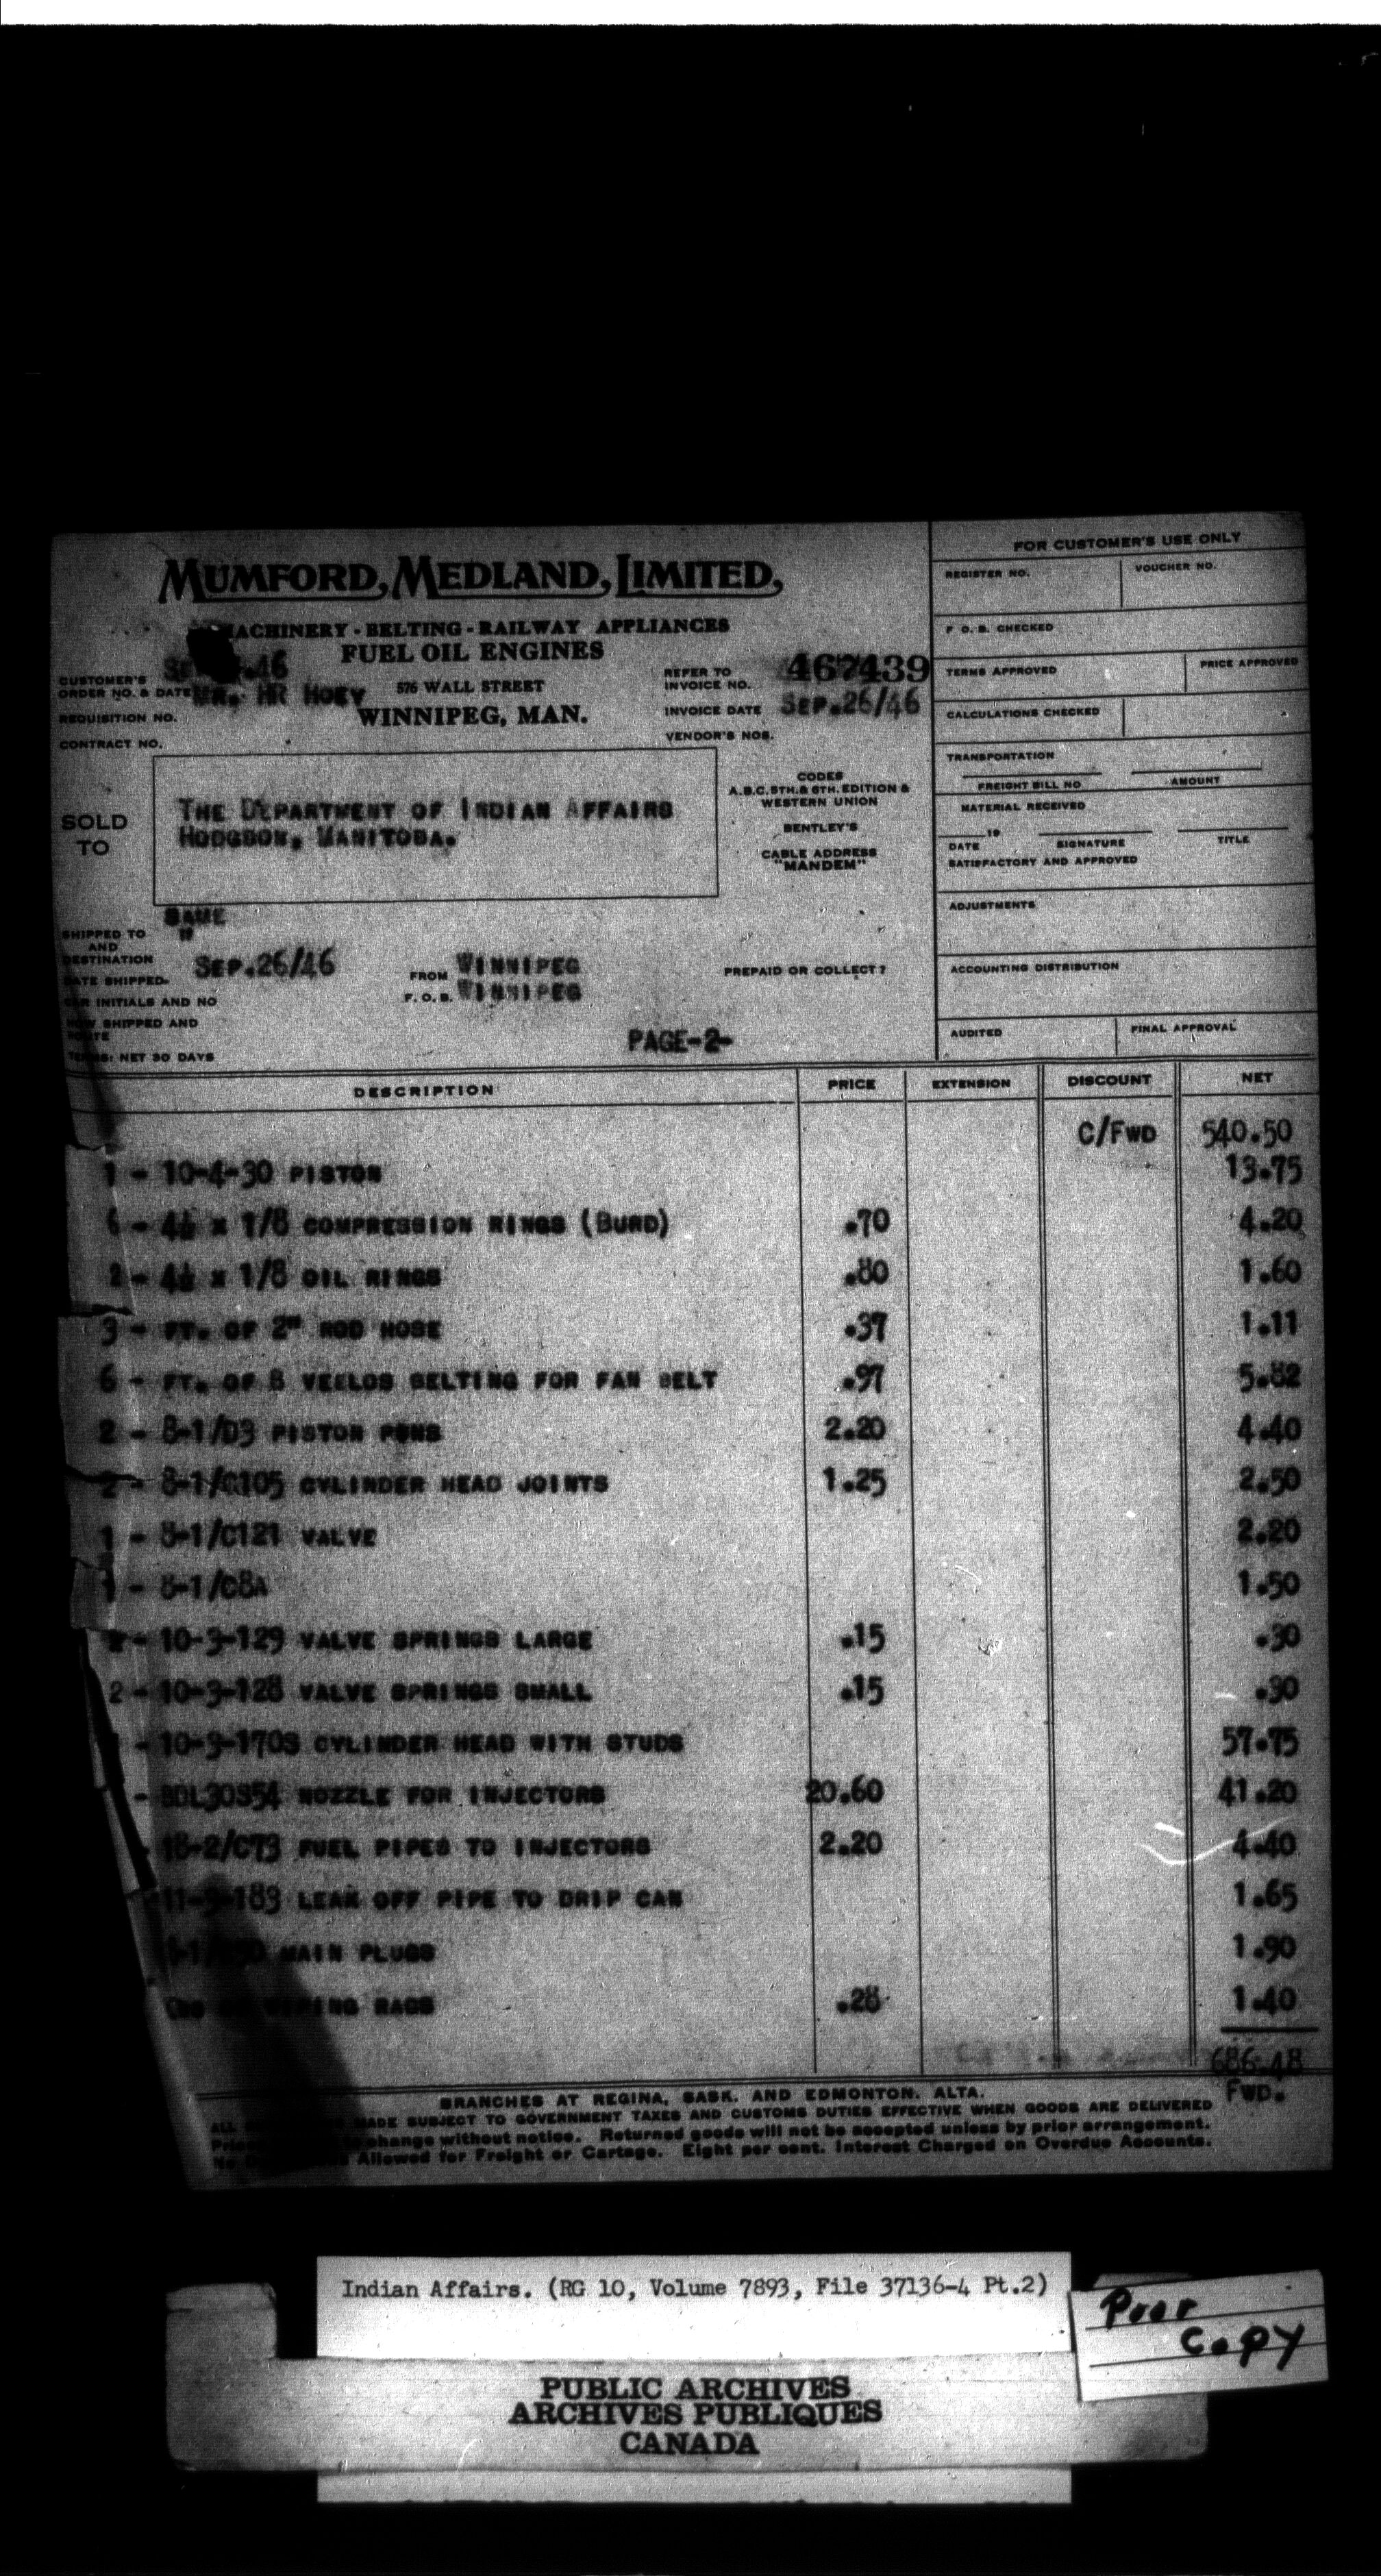 MUMFORD, MEDLAND, LIMITED,
MACHINERY - BELTING - RAILWAY APPLIANCES
FUEL OIL ENGINES
576 WALL STREET
WINNIPEG, MAN.
CUSTOMER'S
ORDER NO. & DATE MR. HR HOEY
REQUISITION NO.
CONTRACT NO.
REFER TO
INVOICE NO. 467439
INVOICE DATE SEP.26/46
VENDOR'S NOS.
SOLD
TO
THE DEPARTMENT OF INDIAN AFFAIRS
HODGSON, MANITOBA.
CODES
A.B.C. 5TH. & 6TH. EDITION &
WESTERN UNION
BENTLEY'S
CABLE ADDRESS
"MANDEM"
SAME
"
SHIPPED TO
AND
DESTINATION
DATE SHIPPED SEP.26/46
FROM WINNIPEG
F. O. B. WINNIPEG
PREPAID OR COLLECT?
CAR INITIALS AND NO
HOW SHIPPED AND
ROUTE
TERMS: NET 30 DAYS
PAGE-2-
FOR CUSTOMER'S USE ONLY
REGISTER NO. VOUCHER NO.
F. O. B. CHECKED
TERMS APPROVED PRICE APPROVED
CALCULATIONS CHECKED
TRANSPORTATION
FREIGHT BILL NO AMOUNT
MATERIAL RECEIVED
19
DATE SIGNATURE TITLE
SATISFACTORY AND APPROVED
ADJUSTMENTS
ACCOUNTING DISTRIBUTION
AUDITED FINAL APPROVAL
DESCRIPTION PRICE EXTENSION DISCOUNT NET
C/FWD 540.50
1 - 10-4-30 PISTON 13.75
6 - 4½ x 1/8 COMPRESSION RINGS (BURD) .70 4.20
2 - 4½ x 1/8 OIL RINGS .80 1.60
3 - FT. OF 2" ROD HOSE .37 1.11
6 - FT. OF B VEELOS BELTING FOR FAN BELT .97 5.82
2 - 8-1/D3 PISTON PINS 2.20 4.40
2 - 8-1/C105 CYLINDER HEAD JOINTS 1.25 2.50
1 - 8-1/C121 VALVE 2.20
1 - 8-1/C8A 1.50
2 - 10-3-129 VALVE SPRINGS LARGE .15 .30
2 - 10-3-128 VALVE SPRINGS SMALL .15 .30
- 10-3-170S CYLINDER HEAD WITH STUDS 57.75
- BDL30S54 NOZZLE FOR INJECTORS 20.60 41.20
18-2/C73 FUEL PIPES TO INJECTORS 2.20 4.40
11-3-183 LEAK OFF PIPE TO DRIP CAN 1.65
MAIN PLUGS 1.90
WIPING RAGS .28 1.40
686.48
FWD.
BRANCHES AT REGINA, SASK. AND EDMONTON, ALTA.
ALL MADE SUBJECT TO GOVERNMENT TAXES AND CUSTOMS DUTIES EFFECTIVE WHEN GOODS ARE DELIVERED
change without notice. Returned goods will not be accepted unless by prior arrangement.
Allowed for Freight or Cartage. Eight per cent. Interest Charged on Overdue Accounts.
Indian Affairs. (RG 10, Volume 7893, File 37136-4 Pt.2)
Poor
Copy
PUBLIC ARCHIVES
ARCHIVES PUBLIQUES
CANADA